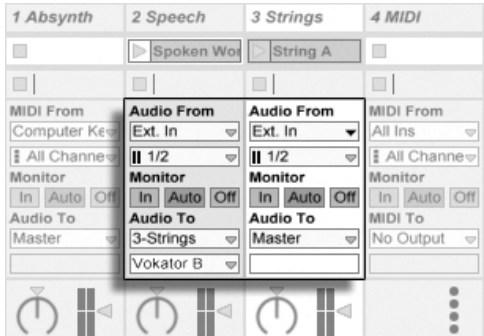 1 Absynth 2 Speech 3 Strings 4 MIDI
Spoken Wor String A
MIDI From Audio From Audio From MIDI From
Computer Ke Ext. In Ext. In All Ins
All Channe 1/2 1/2 All Channe
Monitor Monitor Monitor Monitor
In Auto Off In Auto Off In Auto Off In Auto Off
Audio To Audio To Audio To MIDI To
Master 3-Strings Master No Output
Vokator B